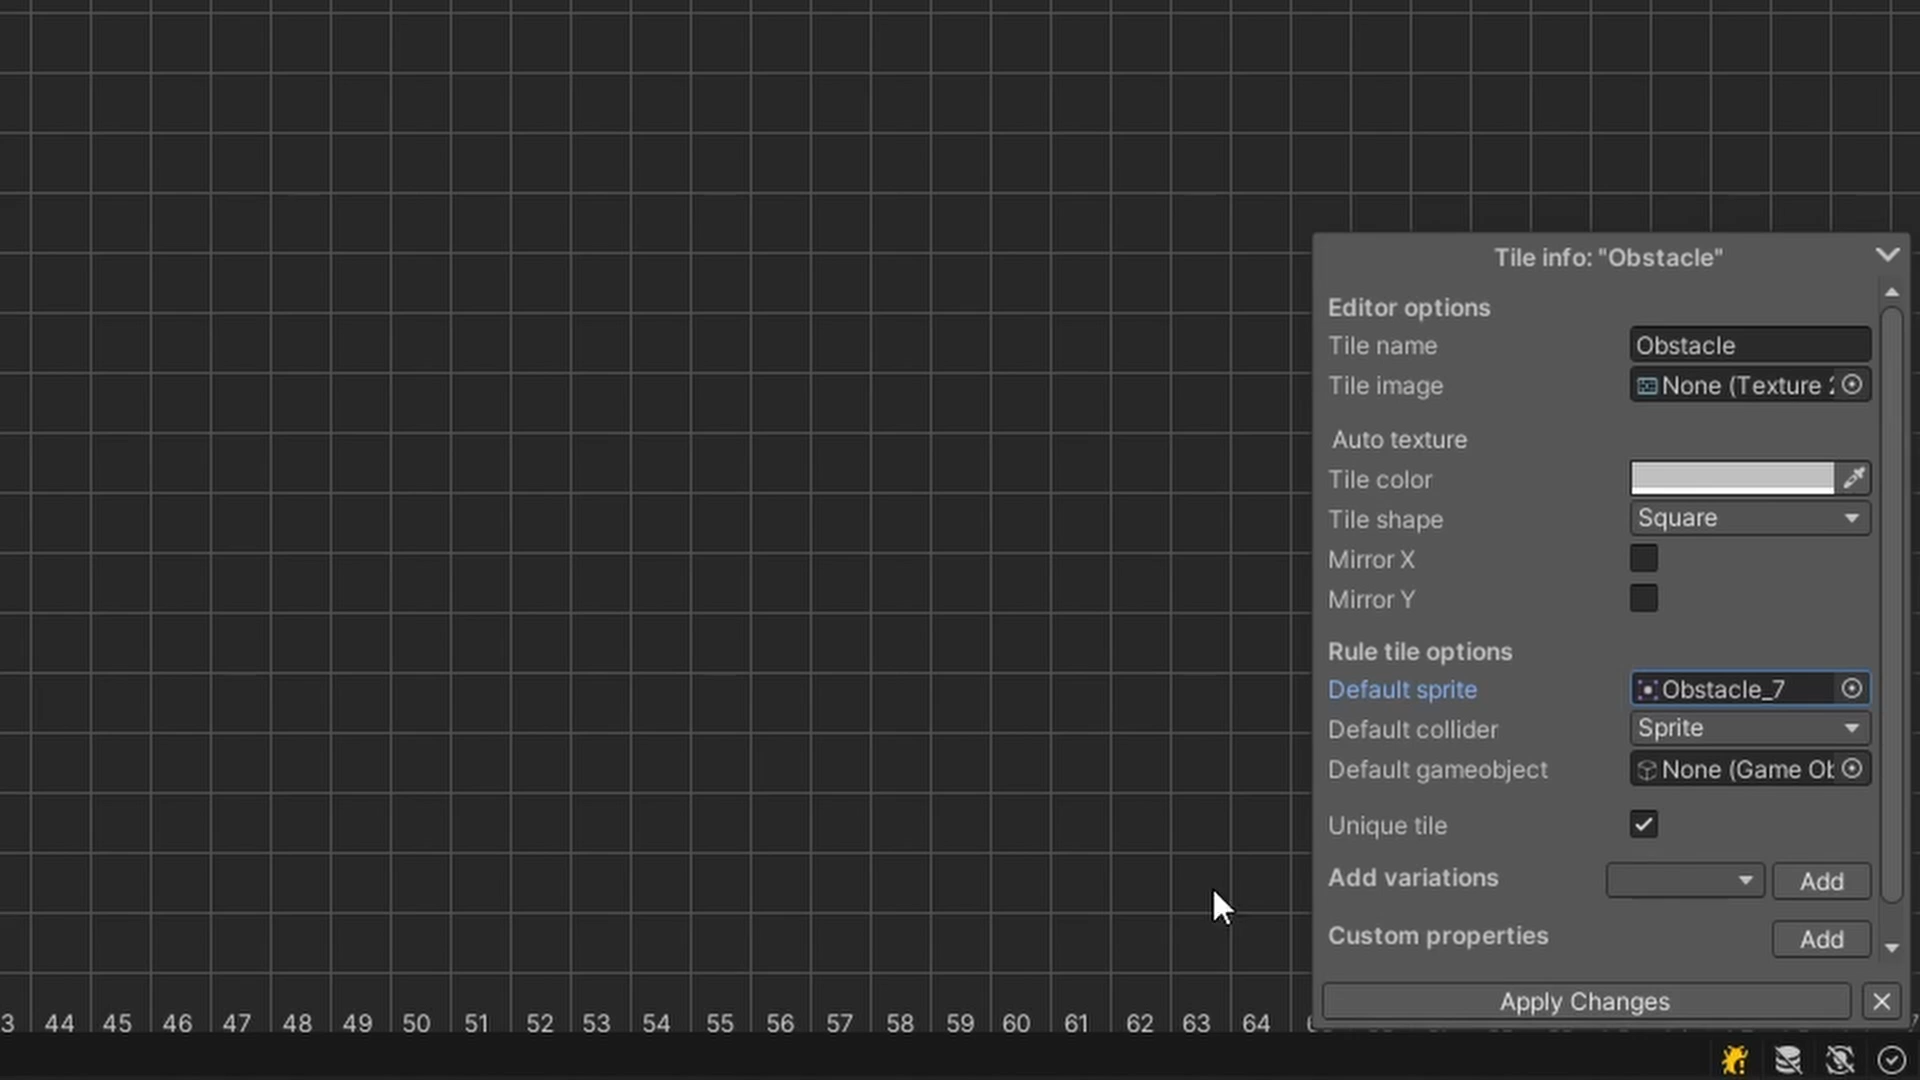 Tile info: "Obstacle"
Editor options
Tile name Obstacle
Tile image None (Texture
Auto texture
Tile color
Tile shape Square
Mirror X
Mirror Y
Rule tile options
Default sprite Obstacle_7
Default collider Sprite
Default gameobject None (Game Ob
Unique tile
Add variations Add
Custom properties Add
Apply Changes
3 44 45 46 47 48 49 50 51 52 53 54 55 56 57 58 59 60 61 62 63 64